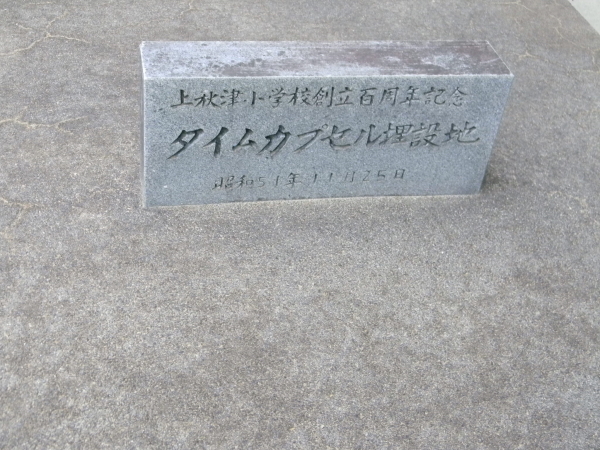 上秋津小学校創立百周年記念
タイムカプセル埋設地
昭和51年11月25日